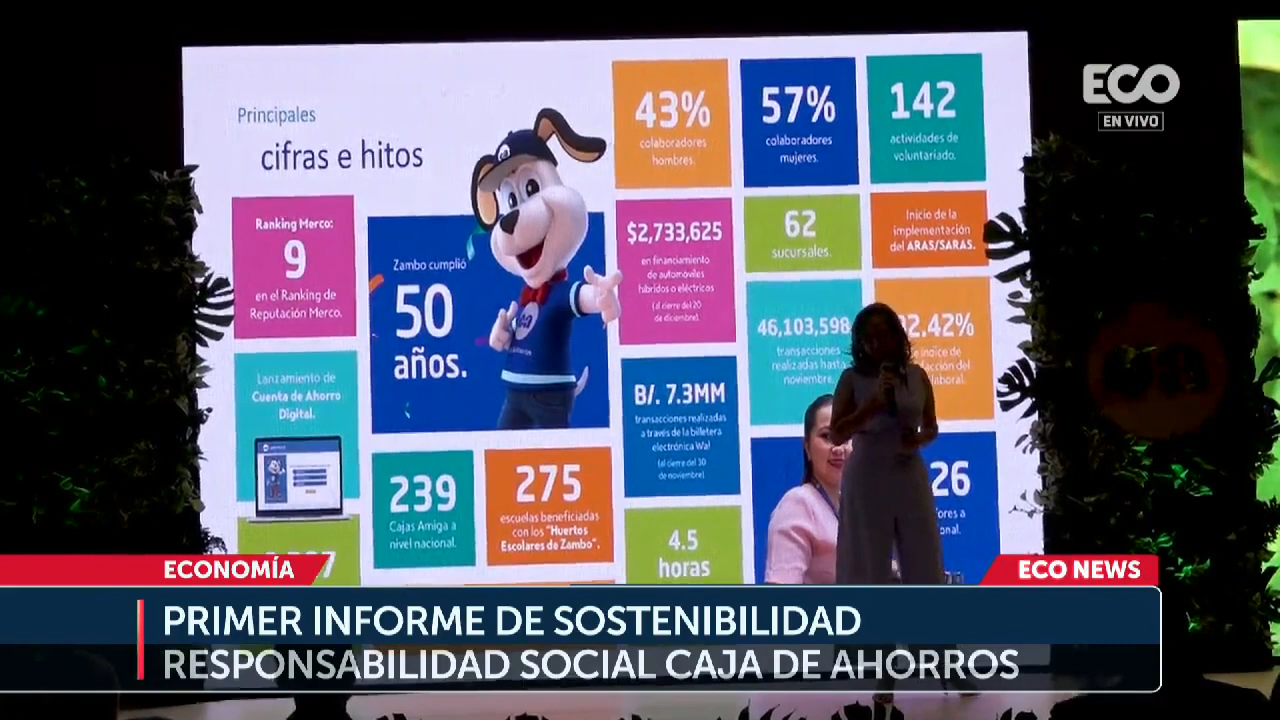 Principales
cifras e hitos
Ranking Merco:
9
en el Ranking de
Reputación Merco.
Lanzamiento de
Cuenta de Ahorro
Digital.
Zambo cumplió
50
años.
239
Cajas Amiga a
nivel nacional.
275
escuelas beneficiadas
con los "Huertos
Escolares de Zambo".
43%
colaboradores
hombres.
57%
colaboradores
mujeres.
142
actividades de
voluntariado.
$2,733,625
en financiamiento
de automóviles
híbridos o eléctricos
(al cierre del 20
de diciembre)
62
sucursales.
Inicio de la
implementación
del ARAS/SARAS.
46,103,598
transacciones
realizadas hasta
noviembre.
2.42%
B/. 7.3MM
transacciones realizadas
a través de la billetera
electrónica Wa!
(al cierre del 30
de noviembre)
4.5
horas
26
ECO
EN VIVO
ECONOMÍA
ECO NEWS
PRIMER INFORME DE SOSTENIBILIDAD
RESPONSABILIDAD SOCIAL CAJA DE AHORROS